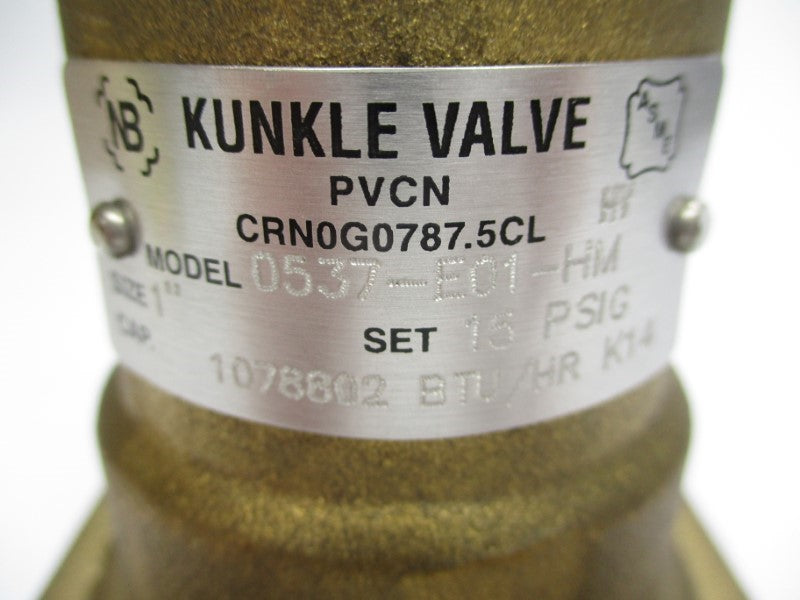 NB KUNKLE VALVE ASME
PVCN
CRN0G0787.5CL HV
MODEL 0537-E01-HM
SIZE 1"
SET 15 PSIG
CAP. 1078802 BTU/HR K14